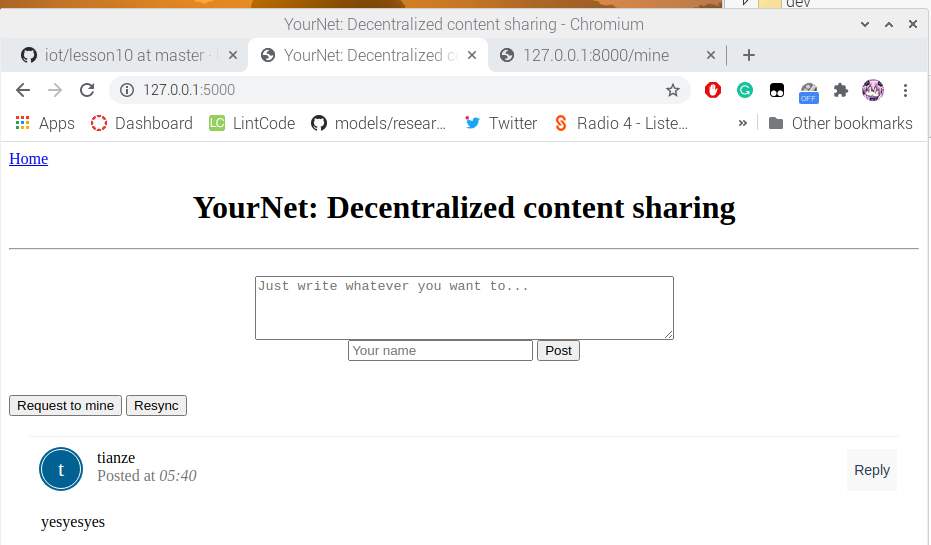 dev
YourNet: Decentralized content sharing - Chromium
iot/lesson10 at master ·
YourNet: Decentralized c
127.0.0.1:8000/mine
127.0.0.1:5000
OFF
Apps
Dashboard
LC LintCode
models/resear...
Twitter
Radio 4 - Liste...
»
Other bookmarks
Home
YourNet: Decentralized content sharing
Just write whatever you want to...
Your name
Post
Request to mine
Resync
t
tianze
Posted at 05:40
Reply
yesyesyes